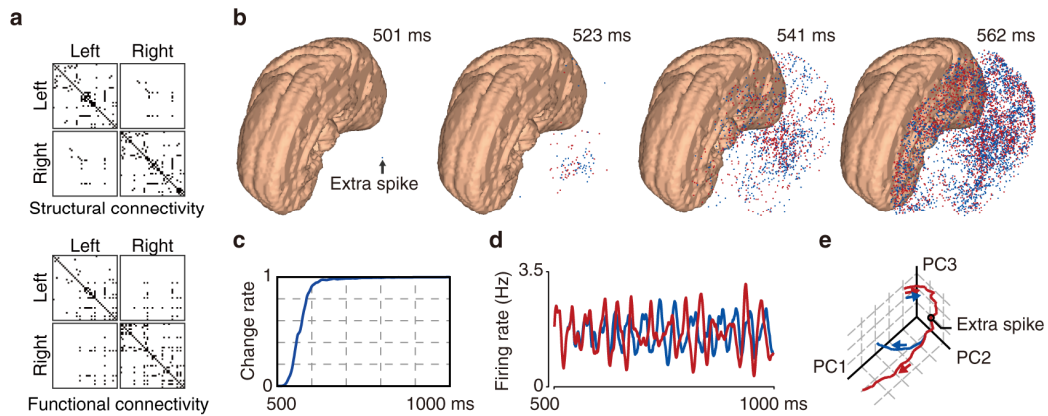 a
Left Right
Left
Right
Structural connectivity
Left Right
Left
Right
Functional connectivity
b
501 ms
Extra spike
523 ms
541 ms
562 ms
c
Change rate
1
0
500
1000 ms
d
Firing rate (Hz)
3.5
0
500
1000 ms
e
PC3
Extra spike
PC2
PC1